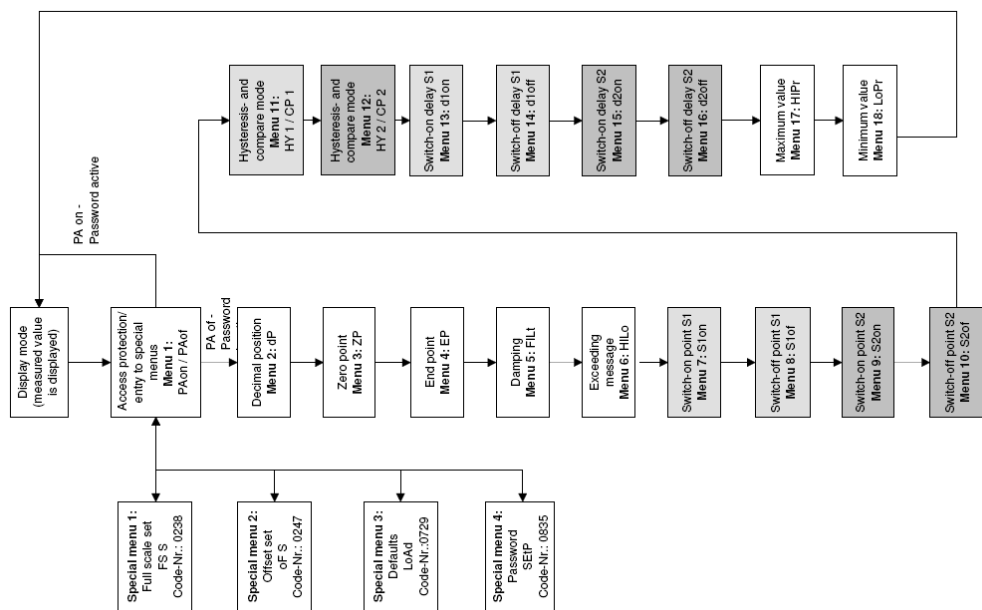 Display mode
(measured value
is displayed)
PA on -
Password active
Access protection/
entry to special
menus
Menu 1:
PAon / PAof
PA of -
Password
Decimal position
Menu 2: dP
Zero point
Menu 3: ZP
End point
Menu 4: EP
Damping
Menu 5: FILt
Exceeding
message
Menu 6: HILo
Switch-on point S1
Menu 7: S1on
Switch-off point S1
Menu 8: S1of
Switch-on point S2
Menu 9: S2on
Switch-off point S2
Menu 10: S2of
Hysteresis- and
compare mode
Menu 11:
HY 1 / CP 1
Hysteresis- and
compare mode
Menu 12:
HY 2 / CP 2
Switch-on delay S1
Menu 13: d1on
Switch-off delay S1
Menu 14: d1off
Switch-on delay S2
Menu 15: d2on
Switch-off delay S2
Menu 16: d2off
Maximum value
Menu 17: HIPr
Minimum value
Menu 18: LoPr
Special menu 1:
Full scale set
FS S
Code-Nr.: 0238
Special menu 2:
Offset set
oF S
Code-Nr.: 0247
Special menu 3:
Defaults
LoAd
Code-Nr.:0729
Special menu 4:
Password
SEtP
Code-Nr.: 0835